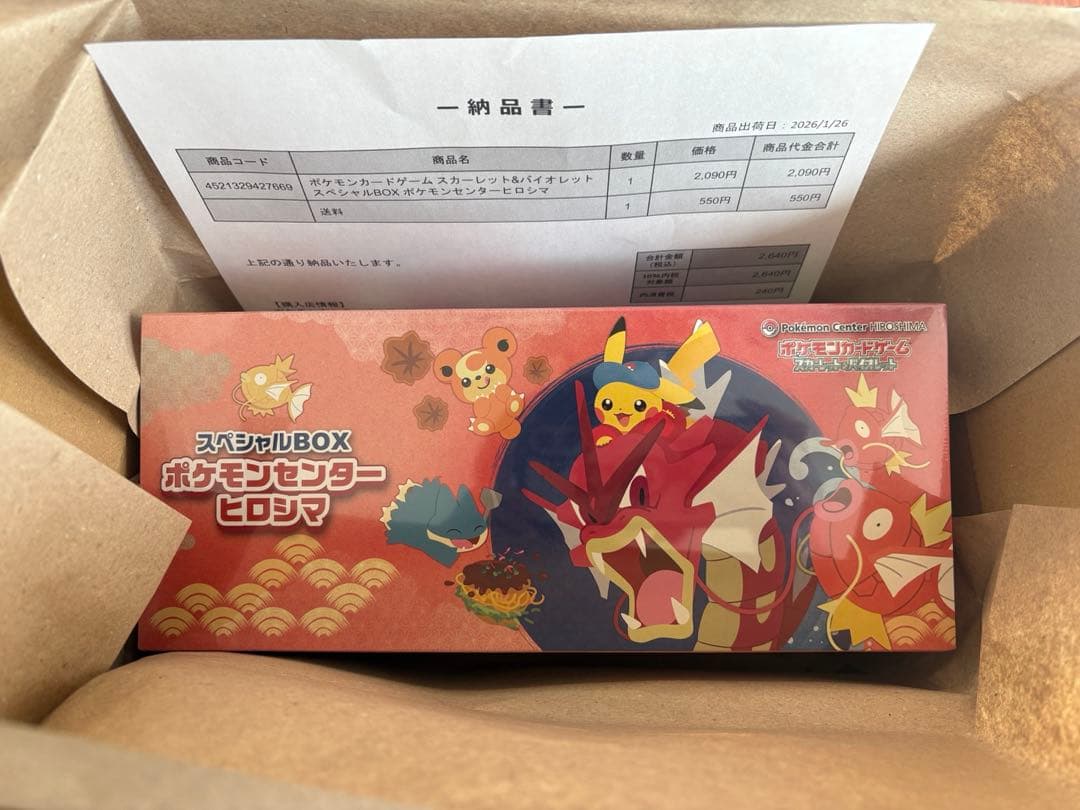 ― 納品書 ―
商品出荷日：2026/1/26
商品コード 商品名 数量 価格 商品代金合計
4521329427669 ポケモンカードゲーム スカーレット&バイオレット スペシャルBOX ポケモンセンターヒロシマ 1 2,090円 2,090円
送料 1 550円 550円
上記の通り納品いたします。
合計金額（税込） 2,640円
10%内税対象額 2,640円
内消費税 240円
【購入店情報】
Pokémon Center HIROSHIMA
ポケモンカードゲーム
スカーレット&バイオレット
スペシャルBOX
ポケモンセンター
ヒロシマ